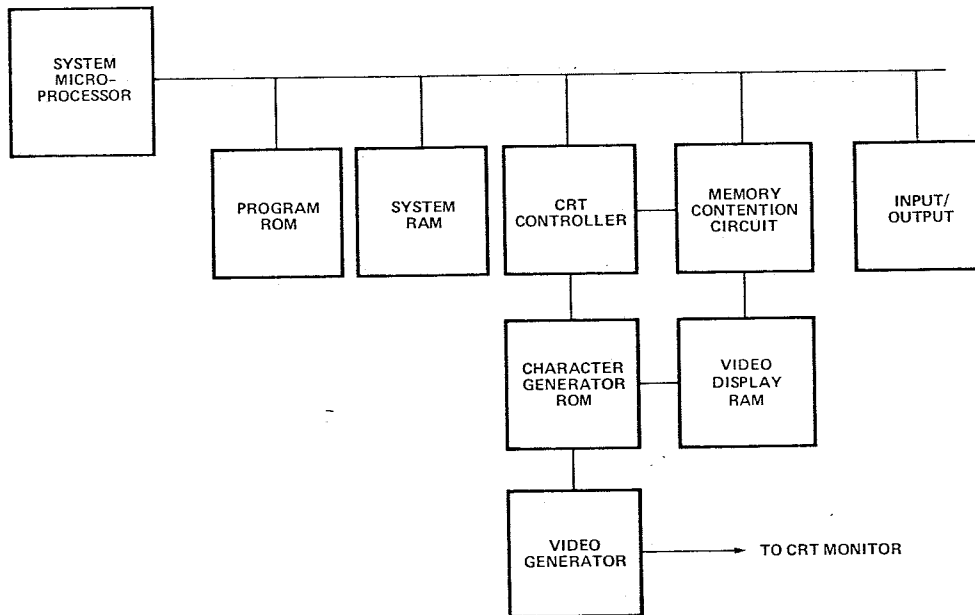 SYSTEM
MICRO-
PROCESSOR
PROGRAM
ROM
SYSTEM
RAM
CRT
CONTROLLER
MEMORY
CONTENTION
CIRCUIT
INPUT/
OUTPUT
CHARACTER
GENERATOR
ROM
VIDEO
DISPLAY
RAM
VIDEO
GENERATOR
TO CRT MONITOR